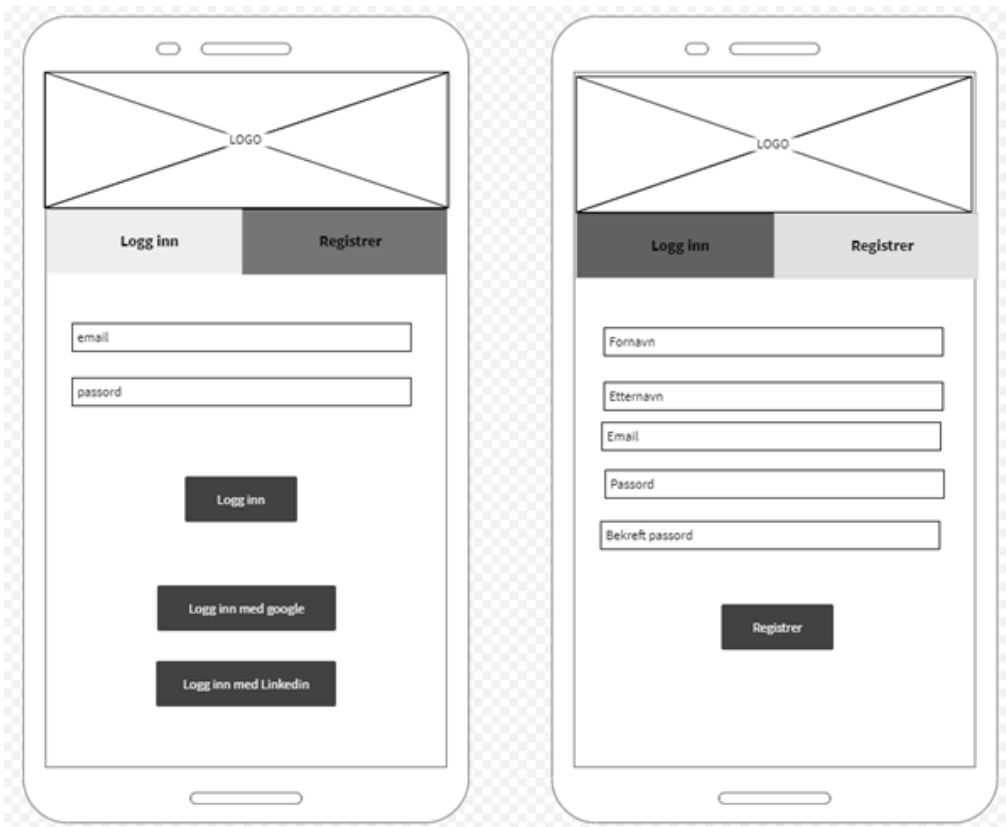 LOGO
Logg inn
Registrer
email
passord
Logg inn
Logg inn med google
Logg inn med Linkedin
LOGO
Logg inn
Registrer
Fornavn
Etternavn
Email
Passord
Bekreft passord
Registrer